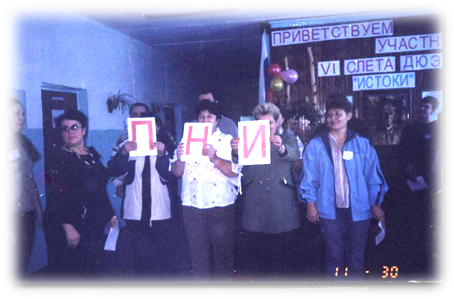 ПРИВЕТСТВУЕМ
УЧАСТН
VI СЛЕТА ДЮЭ
"ИСТОКИ"
П Н И
11 - 30